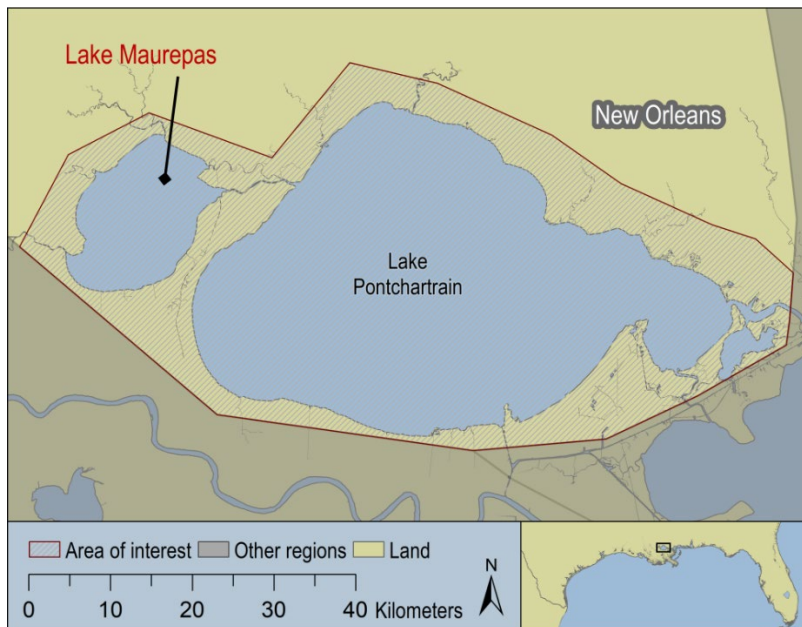 Lake Maurepas
New Orleans
Lake
Pontchartrain
Area of interest Other regions Land
N
0 10 20 30 40 Kilometers